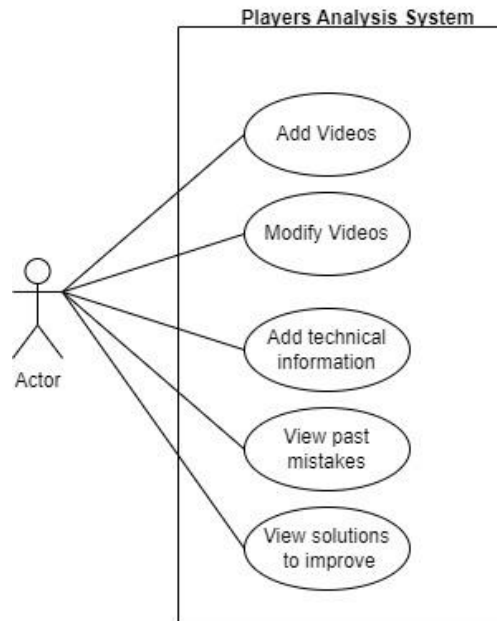 Players Analysis System
Add Videos
Modify Videos
Add technical
information
Actor
View past
mistakes
View solutions
to improve